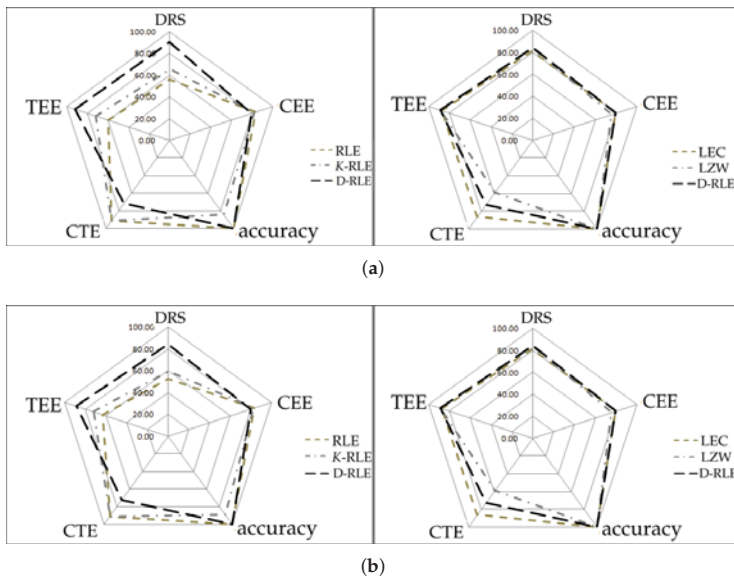 DRS
100.00
80.00
60.00
40.00
20.00
0.00
TEE
CEE
CTE
accuracy
RLE
K-RLE
D-RLE
DRS
100.00
80.00
60.00
40.00
20.00
0.00
TEE
CEE
CTE
accuracy
LEC
LZW
D-RLE
(a)
DRS
100.00
80.00
60.00
40.00
20.00
0.00
TEE
CEE
CTE
accuracy
RLE
K-RLE
D-RLE
DRS
100.00
80.00
60.00
40.00
20.00
0.00
TEE
CEE
CTE
accuracy
LEC
LZW
D-RLE
(b)